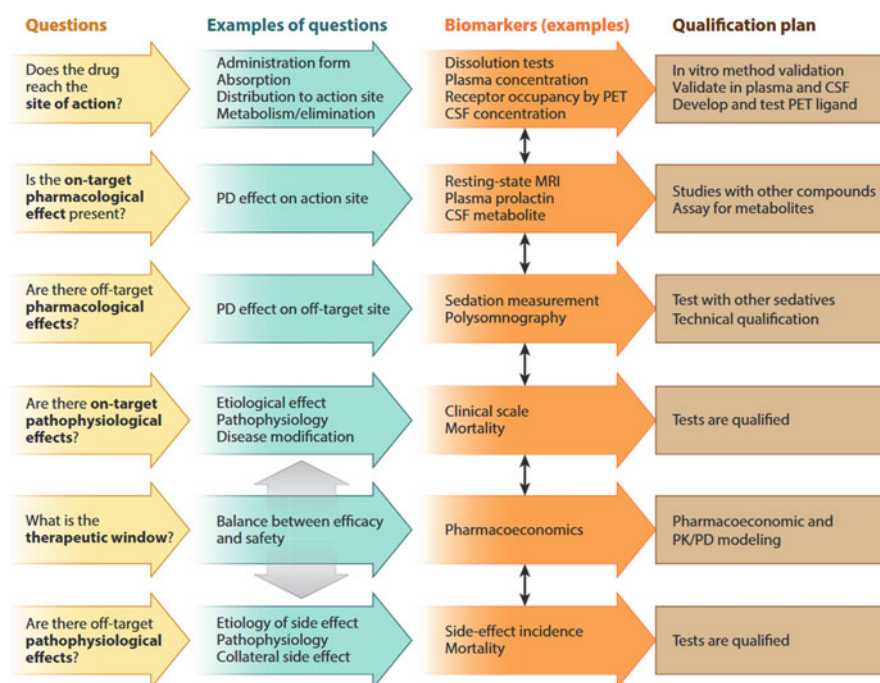 Questions
Examples of questions
Biomarkers (examples)
Qualification plan
Does the drug
reach the
site of action?
Administration form
Absorption
Distribution to action site
Metabolism/elimination
Dissolution tests
Plasma concentration
Receptor occupancy by PET
CSF concentration
In vitro method validation
Validate in plasma and CSF
Develop and test PET ligand
Is the on-target
pharmacological
effect present?
PD effect on action site
Resting-state MRI
Plasma prolactin
CSF metabolite
Studies with other compounds
Assay for metabolites
Are there off-target
pharmacological
effects?
PD effect on off-target site
Sedation measurement
Polysomnography
Test with other sedatives
Technical qualification
Are there on-target
pathophysiological
effects?
Etiological effect
Pathophysiology
Disease modification
Clinical scale
Mortality
Tests are qualified
What is the
therapeutic window?
Balance between efficacy
and safety
Pharmacoeconomics
Pharmacoeconomic and
PK/PD modeling
Are there off-target
pathophysiological
effects?
Etiology of side effect
Pathophysiology
Collateral side effect
Side-effect incidence
Mortality
Tests are qualified